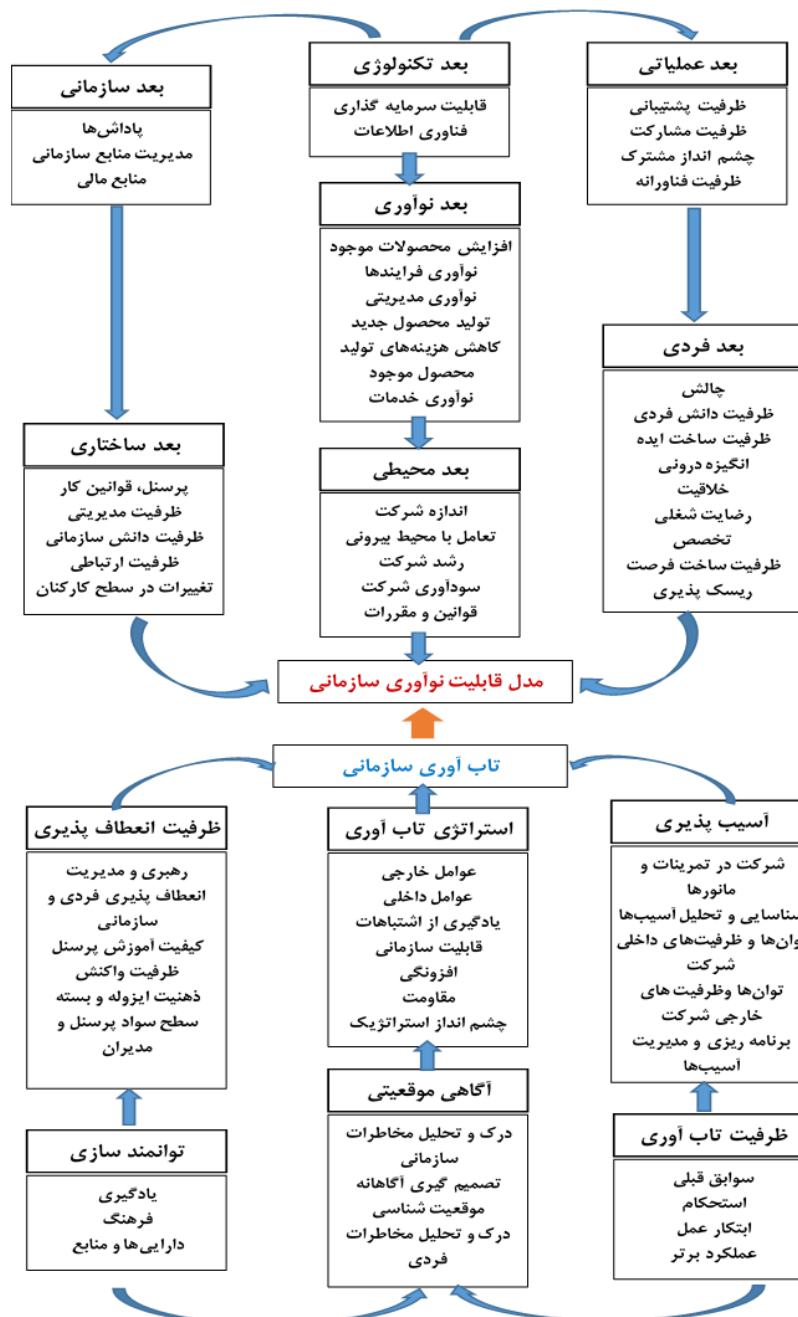 بعد عملیاتی
ظرفیت پشتیبانی
ظرفیت مشارکت
چشم انداز مشترک
ظرفیت فناورانه
بعد تکنولوژی
قابلیت سرمایه گذاری
فناوری اطلاعات
بعد سازمانی
پاداش‌ها
مدیریت منابع سازمانی
منابع مالی
بعد نوآوری
افزایش محصولات موجود
نوآوری فرایندها
نوآوری مدیریتی
تولید محصول جدید
کاهش هزینه‌های تولید
محصول موجود
نوآوری خدمات
بعد فردی
چالش
ظرفیت دانش فردی
ظرفیت ساخت ایده
انگیزه درونی
خلاقیت
رضایت شغلی
تخصص
ظرفیت ساخت فرصت
ریسک پذیری
بعد محیطی
اندازه شرکت
تعامل با محیط بیرونی
رشد شرکت
سودآوری شرکت
قوانین و مقررات
بعد ساختاری
پرسنل، قوانین کار
ظرفیت مدیریتی
ظرفیت دانش سازمانی
ظرفیت ارتباطی
تغییرات در سطح کارکنان
مدل قابلیت نوآوری سازمانی
تاب آوری سازمانی
آسیب پذیری
شرکت در تمرینات و
مانورها
ناسایی و تحلیل آسیب‌ها
وان‌ها و ظرفیت‌های داخلی
شرکت
توان‌ها وظرفیت های
خارجی شرکت
برنامه ریزی و مدیریت
آسیب‌ها
استراتژی تاب آوری
عوامل خارجی
عوامل داخلی
یادگیری از اشتباهات
قابلیت سازمانی
افزونگی
مقاومت
چشم انداز استراتژیک
ظرفیت انعطاف پذیری
رهبری و مدیریت
انعطاف پذیری فردی و
سازمانی
کیفیت آموزش پرسنل
ظرفیت واکنش
ذهنیت ایزوله و بسته
سطح سواد پرسنل و
مدیران
ظرفیت تاب آوری
سوابق قبلی
استحکام
ابتکار عمل
عملکرد برتر
آگاهی موقعیتی
درک و تحلیل مخاطرات
سازمانی
تصمیم گیری آگاهانه
موقعیت شناسی
درک و تحلیل مخاطرات
فردی
توانمند سازی
یادگیری
فرهنگ
دارایی‌ها و منابع